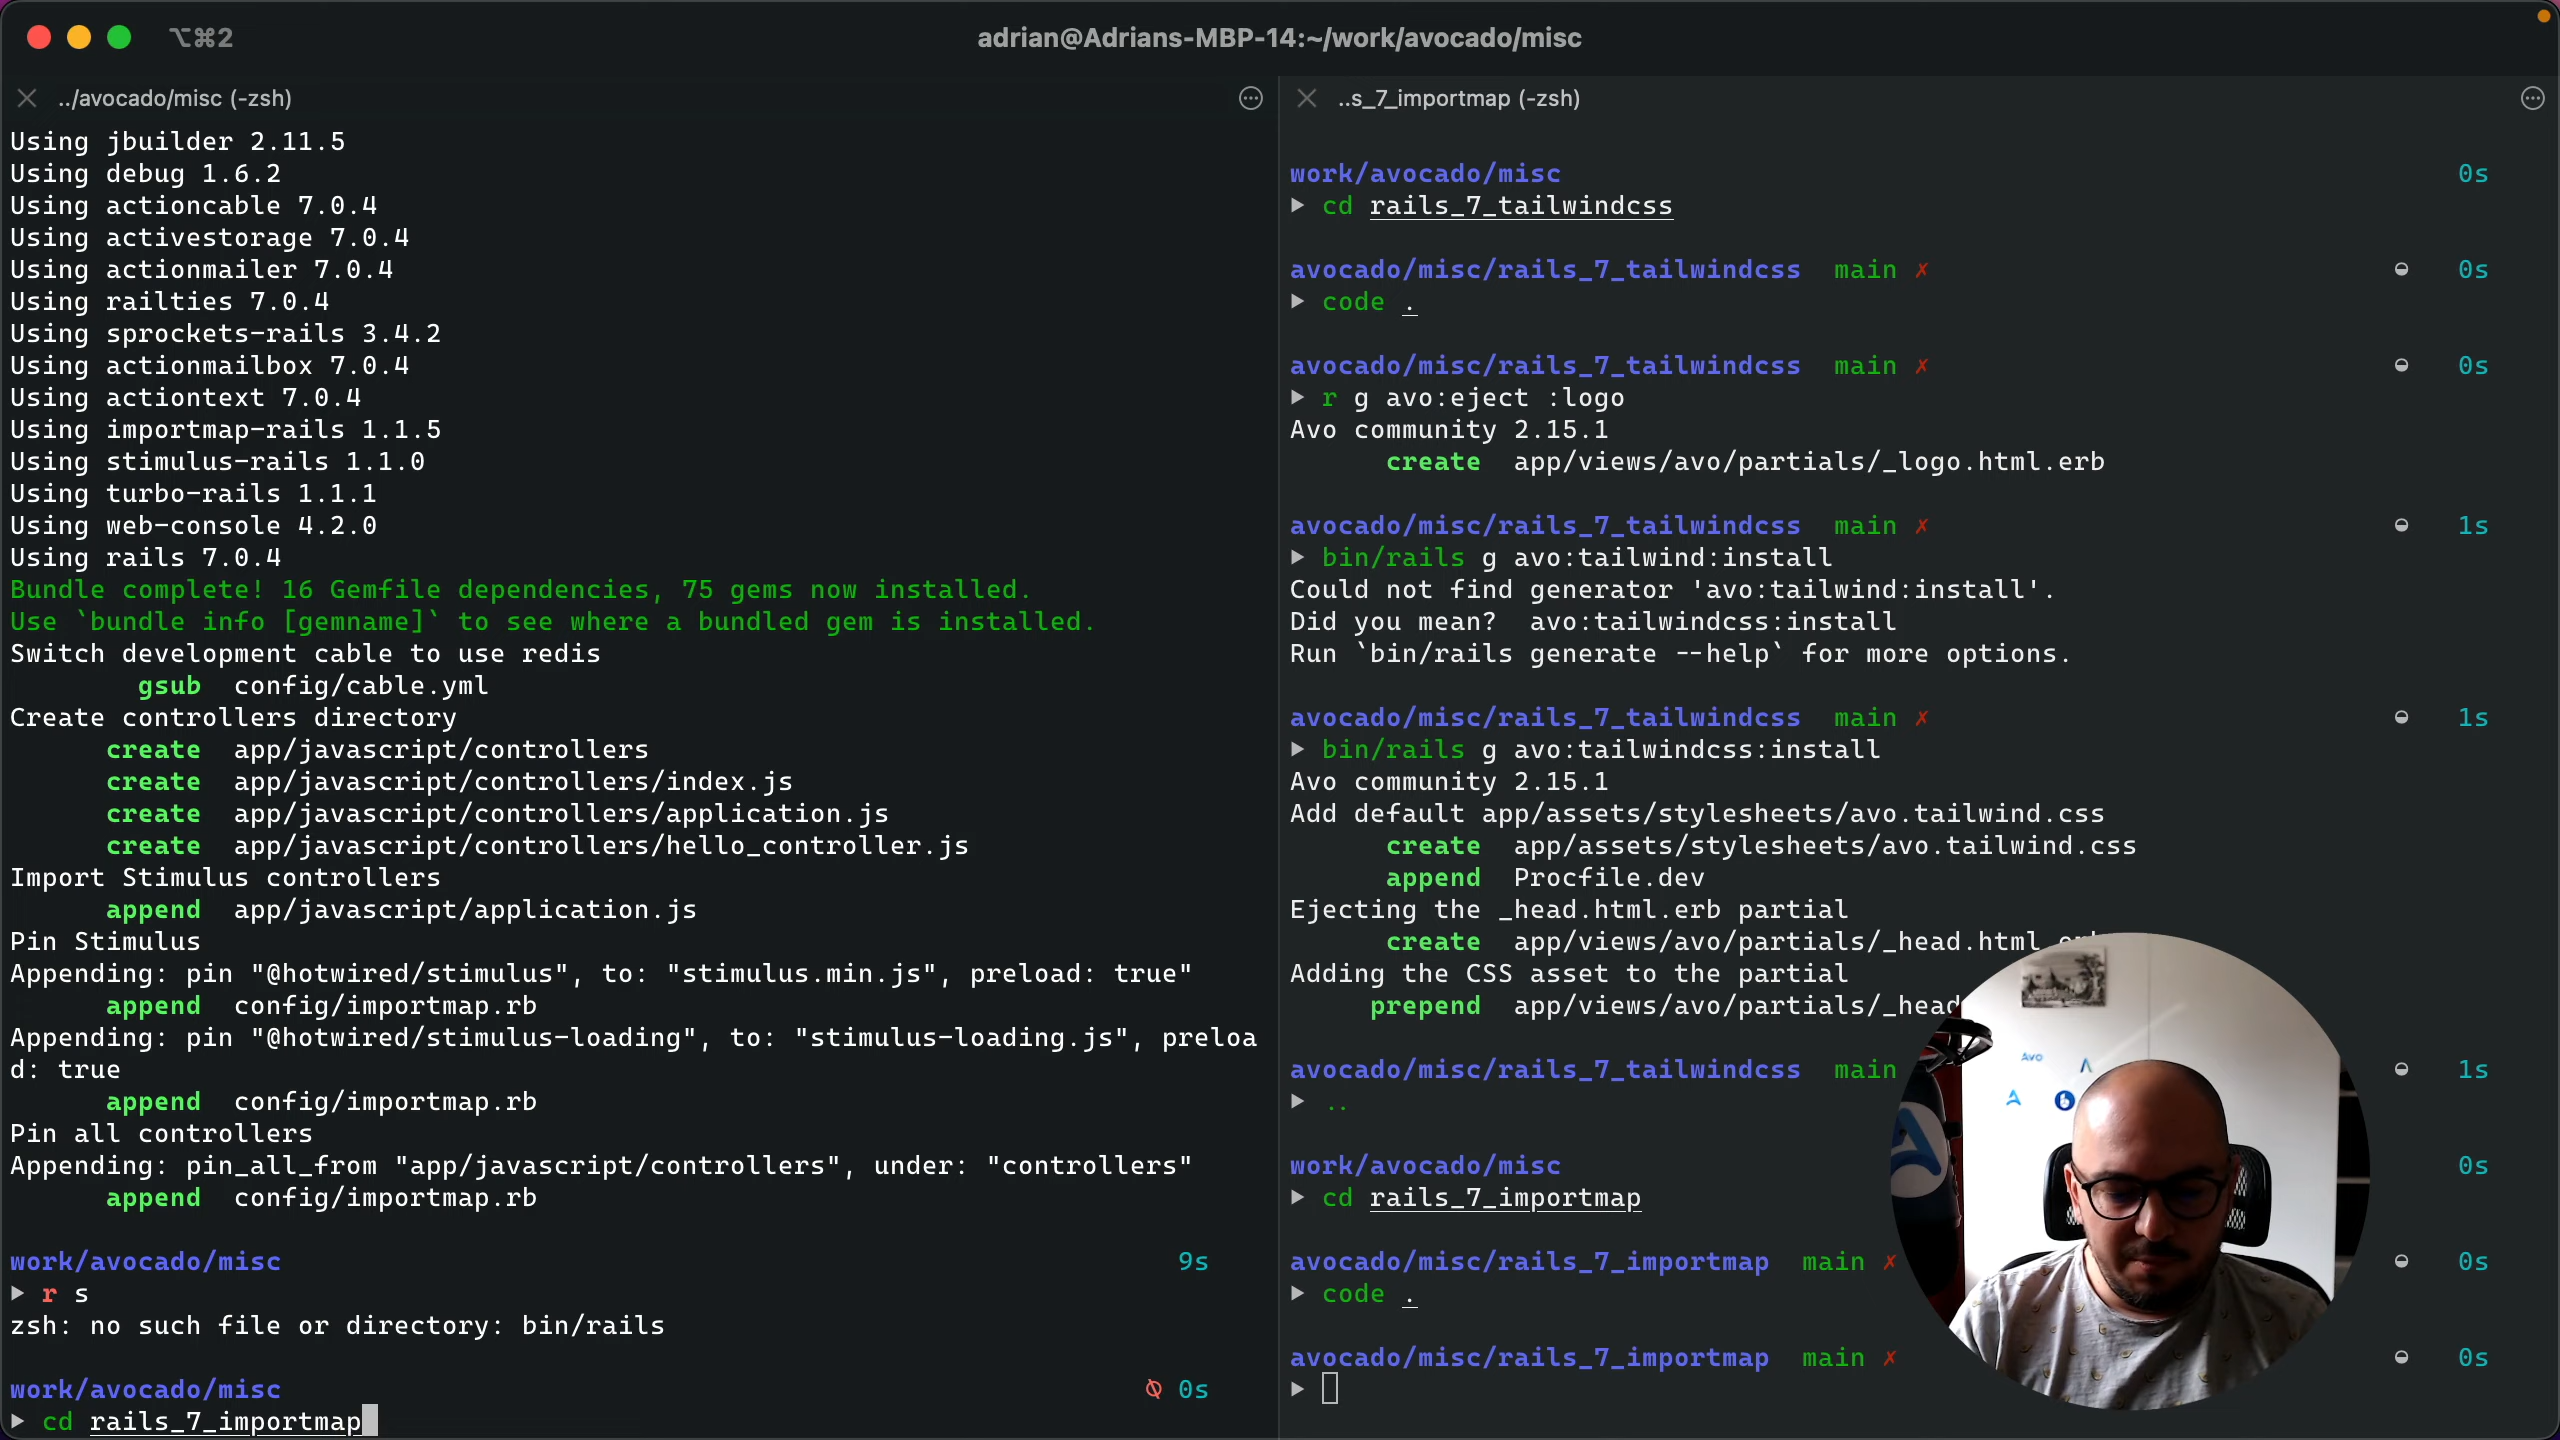 ⌥⌘2
adrian@Adrians-MBP-14:~/work/avocado/misc
../avocado/misc (-zsh)
Using jbuilder 2.11.5
Using debug 1.6.2
Using actioncable 7.0.4
Using activestorage 7.0.4
Using actionmailer 7.0.4
Using railties 7.0.4
Using sprockets-rails 3.4.2
Using actionmailbox 7.0.4
Using actiontext 7.0.4
Using importmap-rails 1.1.5
Using stimulus-rails 1.1.0
Using turbo-rails 1.1.1
Using web-console 4.2.0
Using rails 7.0.4
Bundle complete! 16 Gemfile dependencies, 75 gems now installed.
Use `bundle info [gemname]` to see where a bundled gem is installed.
Switch development cable to use redis
gsub config/cable.yml
Create controllers directory
create app/javascript/controllers
create app/javascript/controllers/index.js
create app/javascript/controllers/application.js
create app/javascript/controllers/hello_controller.js
Import Stimulus controllers
append app/javascript/application.js
Pin Stimulus
Appending: pin "@hotwired/stimulus", to: "stimulus.min.js", preload: true"
append config/importmap.rb
Appending: pin "@hotwired/stimulus-loading", to: "stimulus-loading.js", preloa
d: true
append config/importmap.rb
Pin all controllers
Appending: pin_all_from "app/javascript/controllers", under: "controllers"
append config/importmap.rb
work/avocado/misc 9s
▶ r s
zsh: no such file or directory: bin/rails
work/avocado/misc 0s
▶ cd rails_7_importmap
..s_7_importmap (-zsh)
work/avocado/misc 0s
▶ cd rails_7_tailwindcss
avocado/misc/rails_7_tailwindcss main ✗ 0s
▶ code .
avocado/misc/rails_7_tailwindcss main ✗ 0s
▶ r g avo:eject :logo
Avo community 2.15.1
create app/views/avo/partials/_logo.html.erb
avocado/misc/rails_7_tailwindcss main ✗ 1s
▶ bin/rails g avo:tailwind:install
Could not find generator 'avo:tailwind:install'.
Did you mean? avo:tailwindcss:install
Run `bin/rails generate --help` for more options.
avocado/misc/rails_7_tailwindcss main ✗ 1s
▶ bin/rails g avo:tailwindcss:install
Avo community 2.15.1
Add default app/assets/stylesheets/avo.tailwind.css
create app/assets/stylesheets/avo.tailwind.css
append Procfile.dev
Ejecting the _head.html.erb partial
create app/views/avo/partials/_head.html
Adding the CSS asset to the partial
prepend app/views/avo/partials/_head
avocado/misc/rails_7_tailwindcss main 1s
▶ ..
work/avocado/misc 0s
▶ cd rails_7_importmap
avocado/misc/rails_7_importmap main ✗ 0s
▶ code .
avocado/misc/rails_7_importmap main ✗ 0s
▶
Avo